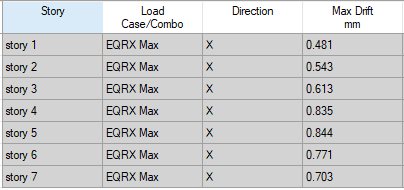 Story Load Case/Combo Direction Max Drift mm
story 1 EQRX Max X 0.481
story 2 EQRX Max X 0.543
story 3 EQRX Max X 0.613
story 4 EQRX Max X 0.835
story 5 EQRX Max X 0.844
story 6 EQRX Max X 0.771
story 7 EQRX Max X 0.703